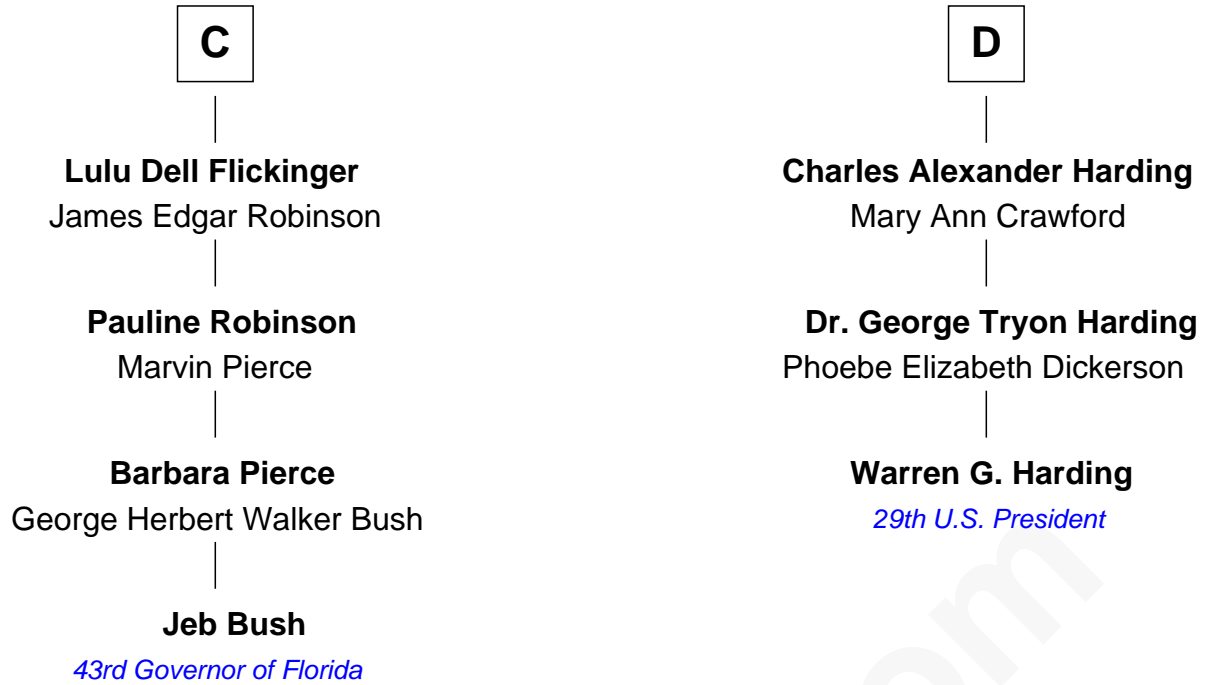 C
Lulu Dell Flickinger
James Edgar Robinson
Pauline Robinson
Marvin Pierce
Barbara Pierce
George Herbert Walker Bush
Jeb Bush
43rd Governor of Florida
D
Charles Alexander Harding
Mary Ann Crawford
Dr. George Tryon Harding
Phoebe Elizabeth Dickerson
Warren G. Harding
29th U.S. President
om